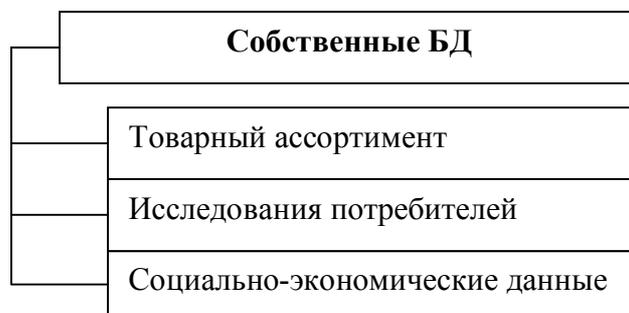 Собственные БД
Товарный ассортимент
Исследования потребителей
Социально-экономические данные